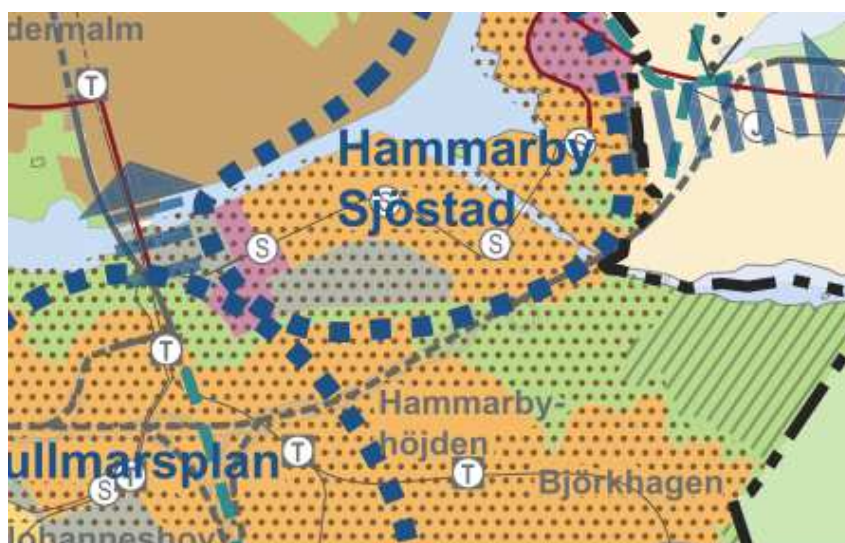 dermalm
T
Hammarby
Sjöstad
J
S
S
S
S
T
Hammarby-
höjden
ullmarsplan
T
T
Björkhagen
S
T
Johanneshov